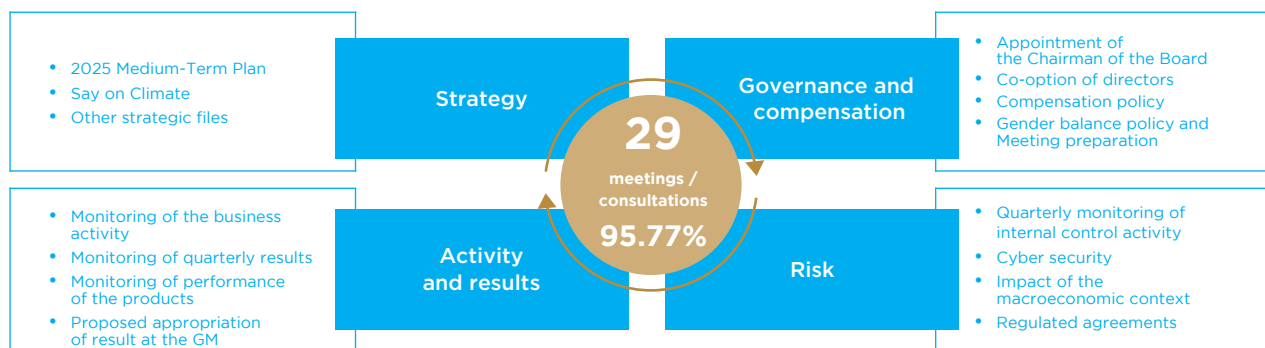 • 2025 Medium-Term Plan
• Say on Climate
• Other strategic files
Strategy
Governance and
compensation
• Appointment of
the Chairman of the Board
• Co-option of directors
• Compensation policy
• Gender balance policy and
Meeting preparation
29
meetings /
consultations
95.77%
• Monitoring of the business
activity
• Monitoring of quarterly results
• Monitoring of performance
of the products
• Proposed appropriation
of result at the GM
Activity
and results
Risk
• Quarterly monitoring of
internal control activity
• Cyber security
• Impact of the
macroeconomic context
• Regulated agreements